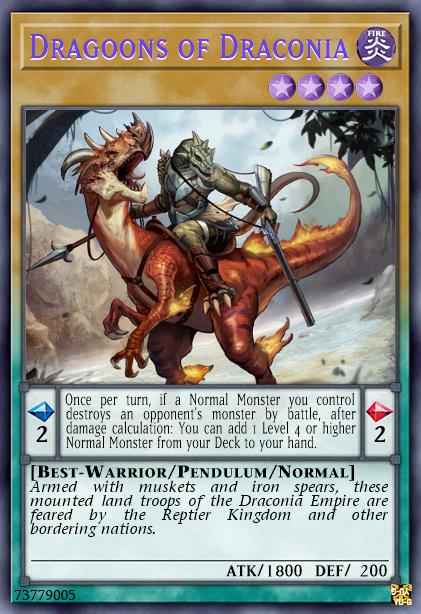 DRAGOONS OF DRACONIA
FIRE
炎
Once per turn, if a Normal Monster you control
destroys an opponent's monster by battle, after
damage calculation: You can add 1 Level 4 or higher
Normal Monster from your Deck to your hand.
2
2
[BEST-WARRIOR/PENDULUM/NORMAL]
Armed with muskets and iron spears, these
mounted land troops of the Draconia Empire are
feared by the Reptier Kingdom and other
bordering nations.
ATK/1800 DEF/ 200
73779005